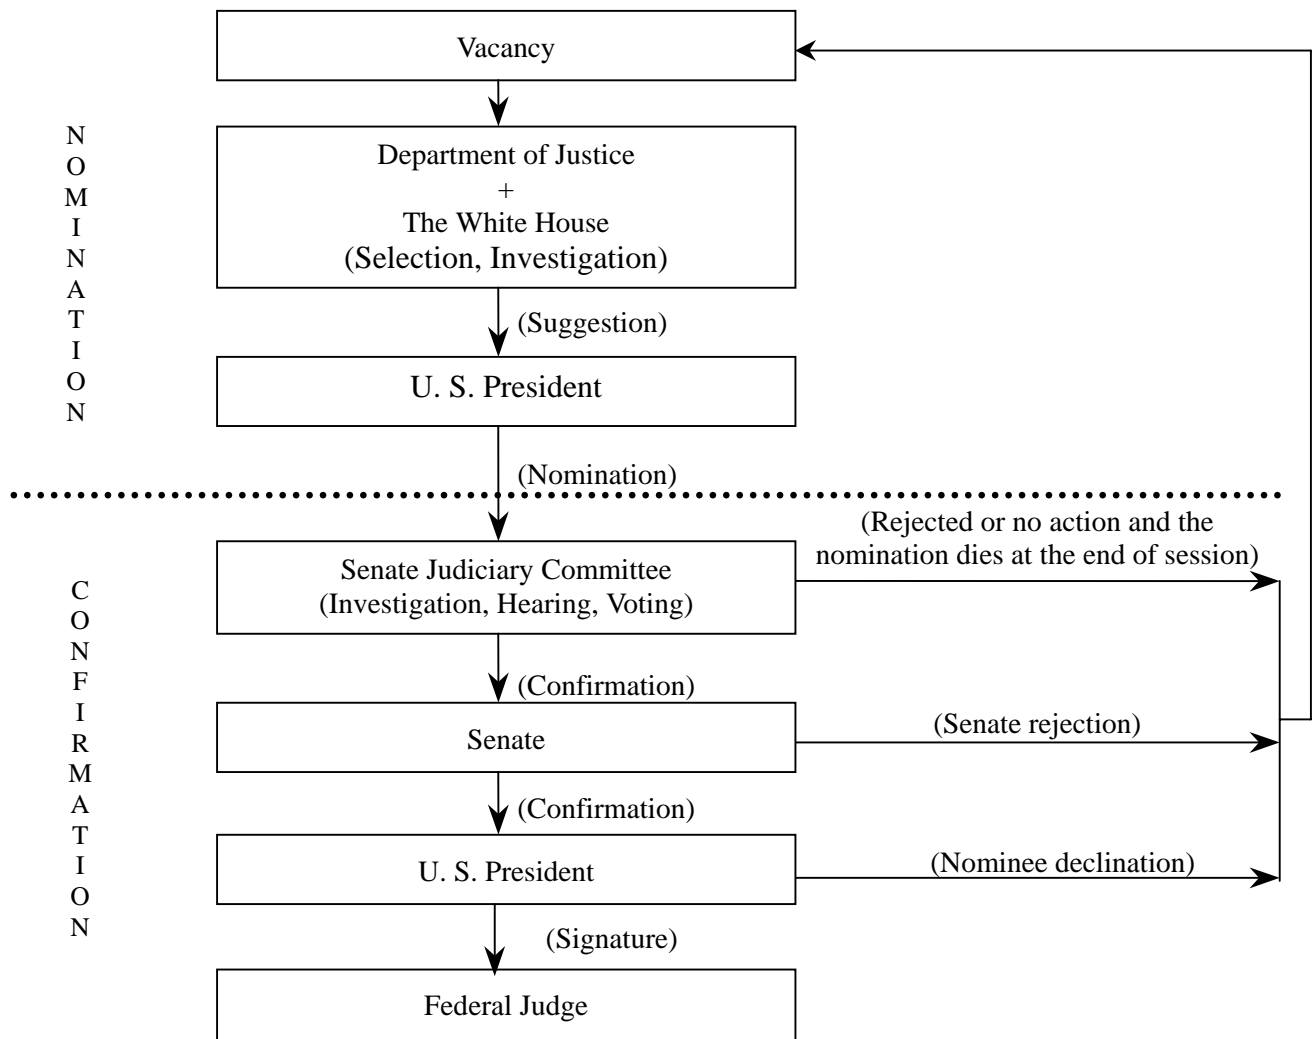 Vacancy
NOMINATION
Department of Justice
+
The White House
(Selection, Investigation)
(Suggestion)
U. S. President
(Nomination)
(Rejected or no action and the
nomination dies at the end of session)
CONFIRMATION
Senate Judiciary Committee
(Investigation, Hearing, Voting)
(Confirmation)
Senate
(Senate rejection)
(Confirmation)
U. S. President
(Nominee declination)
(Signature)
Federal Judge